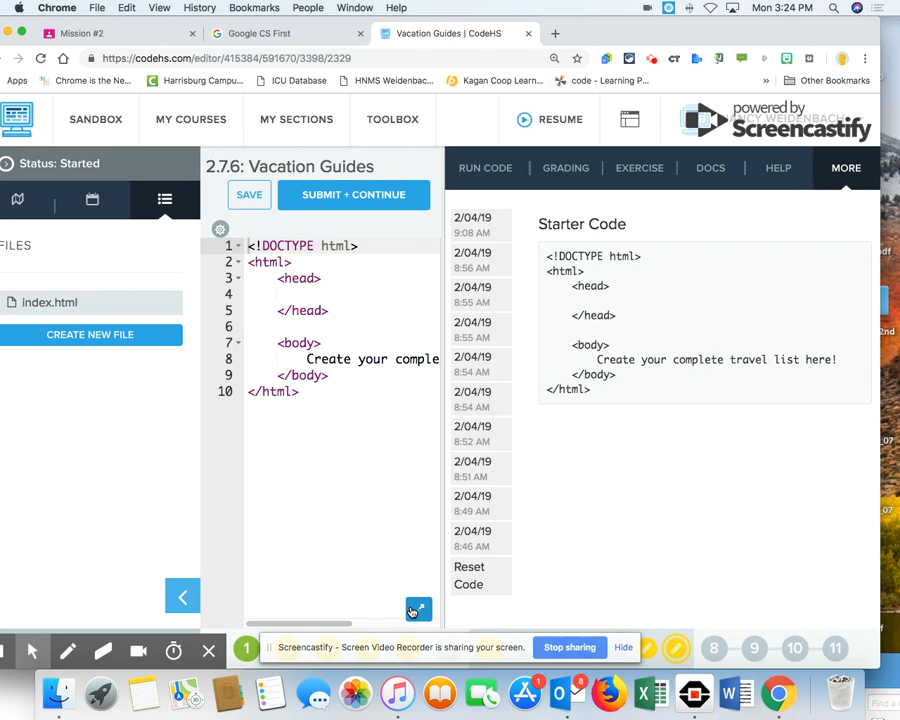 Chrome File Edit View History Bookmarks People Window Help Mon 3:24 PM
Mission #2 × Google CS First × Vacation Guides | CodeHS × +
https://codehs.com/editor/415384/591670/3398/2329
Apps Chrome is the Ne... Harrisburg Campu... ICU Database HNMS Weidenbac... Kagan Coop Learn... code - Learning P... » Other Bookmarks
SANDBOX MY COURSES MY SECTIONS TOOLBOX RESUME
powered by
Screencastify
Status: Started
2.7.6: Vacation Guides
RUN CODE GRADING EXERCISE DOCS HELP MORE
SAVE SUBMIT + CONTINUE
FILES
index.html
CREATE NEW FILE
1 <!DOCTYPE html>
2 <html>
3 <head>
4
5 </head>
6
7 <body>
8 Create your comple
9 </body>
10 </html>
2/04/19
9:08 AM
2/04/19
8:56 AM
2/04/19
8:55 AM
2/04/19
8:55 AM
2/04/19
8:54 AM
2/04/19
8:54 AM
2/04/19
8:52 AM
2/04/19
8:51 AM
2/04/19
8:49 AM
2/04/19
8:46 AM
Reset
Code
Starter Code
<!DOCTYPE html>
<html>
<head>
</head>
<body>
Create your complete travel list here!
</body>
</html>
1 Screencastify - Screen Video Recorder is sharing your screen. Stop sharing Hide 8 9 10 11